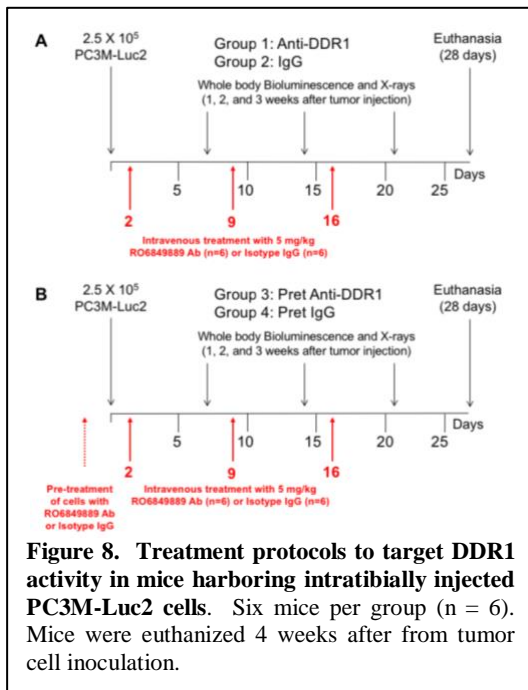 A
2.5 X 10⁵
PC3M-Luc2
Group 1: Anti-DDR1
Group 2: IgG
Euthanasia
(28 days)
Whole body Bioluminescence and X-rays
(1, 2, and 3 weeks after tumor injection)
Days
5 10 15 20 25
2 9 16
Intravenous treatment with 5 mg/kg
RO6849889 Ab (n=6) or Isotype IgG (n=6)
B
2.5 X 10⁵
PC3M-Luc2
Group 3: Pret Anti-DDR1
Group 4: Pret IgG
Euthanasia
(28 days)
Whole body Bioluminescence and X-rays
(1, 2, and 3 weeks after tumor injection)
Days
5 10 15 20 25
2 9 16
Pre-treatment
of cells with
RO6849889 Ab
or Isotype IgG
Intravenous treatment with 5 mg/kg
RO6849889 Ab (n=6) or Isotype IgG (n=6)
Figure 8. Treatment protocols to target DDR1
activity in mice harboring intratibially injected
PC3M-Luc2 cells. Six mice per group (n = 6).
Mice were euthanized 4 weeks after from tumor
cell inoculation.